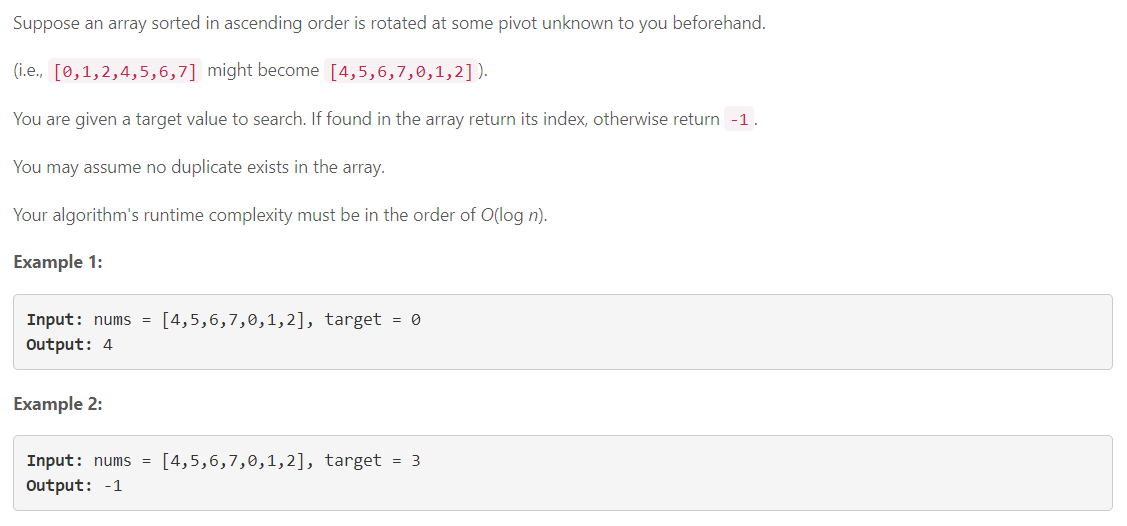 Suppose an array sorted in ascending order is rotated at some pivot unknown to you beforehand.
(i.e., [0,1,2,4,5,6,7] might become [4,5,6,7,0,1,2]).
You are given a target value to search. If found in the array return its index, otherwise return -1.
You may assume no duplicate exists in the array.
Your algorithm's runtime complexity must be in the order of O(log n).
Example 1:
Input: nums = [4,5,6,7,0,1,2], target = 0
Output: 4
Example 2:
Input: nums = [4,5,6,7,0,1,2], target = 3
Output: -1